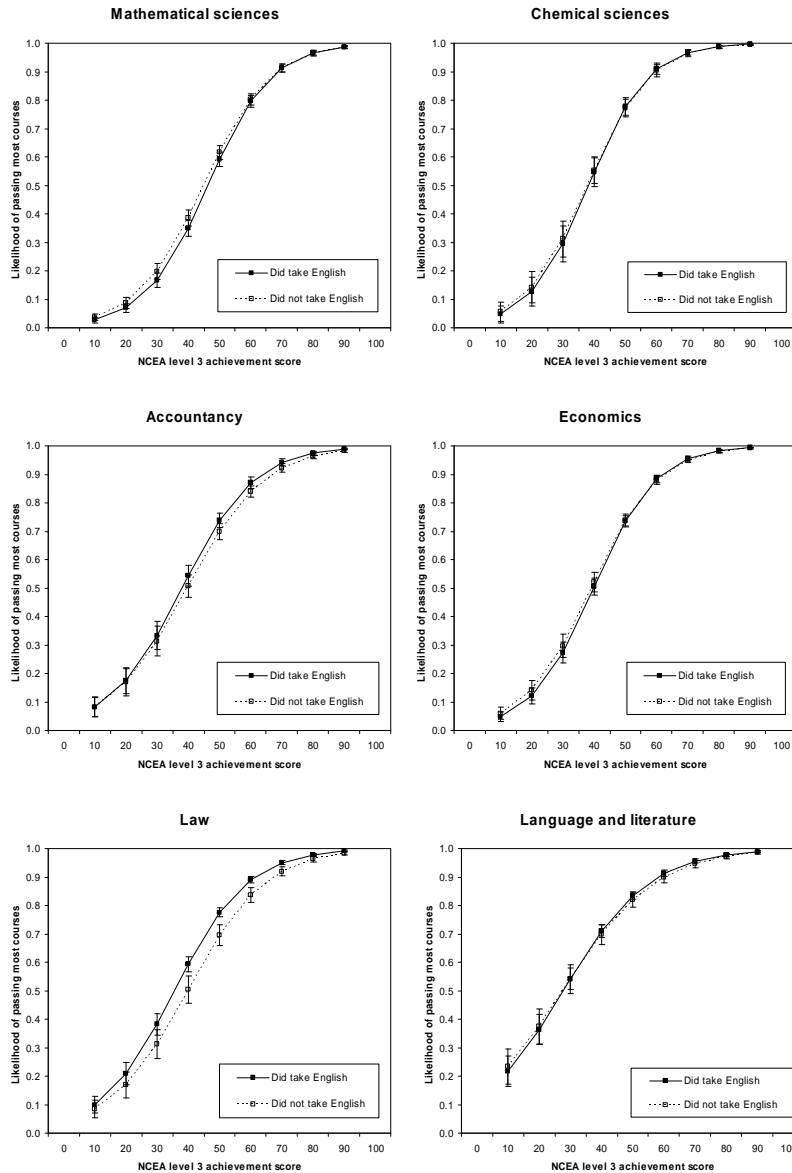 Mathematical sciences
Likelihood of passing most courses
1.0
0.9
0.8
0.7
0.6
0.5
0.4
0.3
0.2
0.1
0.0
Did take English
Did not take English
0 10 20 30 40 50 60 70 80 90 100
NCEA level 3 achievement score
Chemical sciences
Likelihood of passing most courses
1.0
0.9
0.8
0.7
0.6
0.5
0.4
0.3
0.2
0.1
0.0
Did take English
Did not take English
0 10 20 30 40 50 60 70 80 90 100
NCEA level 3 achievement score
Accountancy
Likelihood of passing most courses
1.0
0.9
0.8
0.7
0.6
0.5
0.4
0.3
0.2
0.1
0.0
Did take English
Did not take English
0 10 20 30 40 50 60 70 80 90 100
NCEA level 3 achievement score
Economics
Likelihood of passing most courses
1.0
0.9
0.8
0.7
0.6
0.5
0.4
0.3
0.2
0.1
0.0
Did take English
Did not take English
0 10 20 30 40 50 60 70 80 90 100
NCEA level 3 achievement score
Law
Likelihood of passing most courses
1.0
0.9
0.8
0.7
0.6
0.5
0.4
0.3
0.2
0.1
0.0
Did take English
Did not take English
0 10 20 30 40 50 60 70 80 90 100
NCEA level 3 achievement score
Language and literature
Likelihood of passing most courses
1.0
0.9
0.8
0.7
0.6
0.5
0.4
0.3
0.2
0.1
0.0
Did take English
Did not take English
0 10 20 30 40 50 60 70 80 90 100
NCEA level 3 achievement score